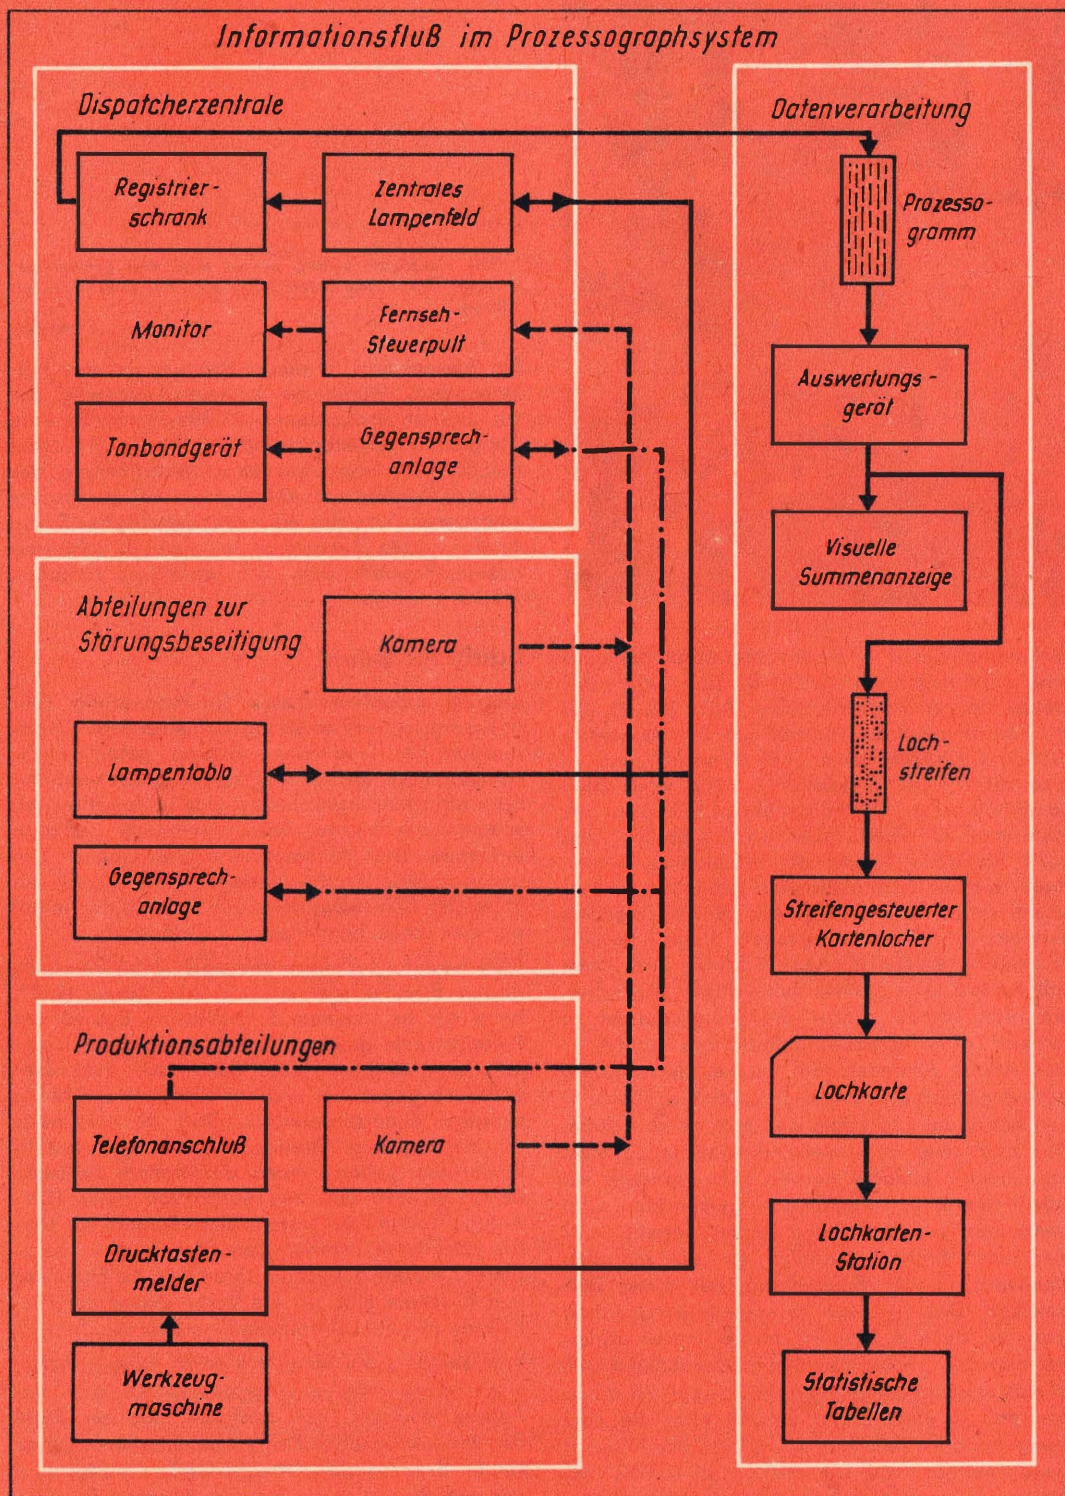 Informationsfluß im Prozessographsystem
Dispatcherzentrale
Registrier-
schrank
Zentrales
Lampenfeld
Monitor
Fernseh-
Steuerpult
Tonbandgerät
Gegensprech-
anlage
Abteilungen zur
Störungsbeseitigung
Kamera
Lampentablo
Gegensprech-
anlage
Produktionsabteilungen
Telefonanschluß
Kamera
Drucktasten-
melder
Werkzeug-
maschine
Datenverarbeitung
Prozesso-
gramm
Auswertungs-
gerät
Visuelle
Summenanzeige
Loch-
streifen
Streifengesteuerter
Kartenlocher
Lochkarte
Lochkarten-
Station
Statistische
Tabellen